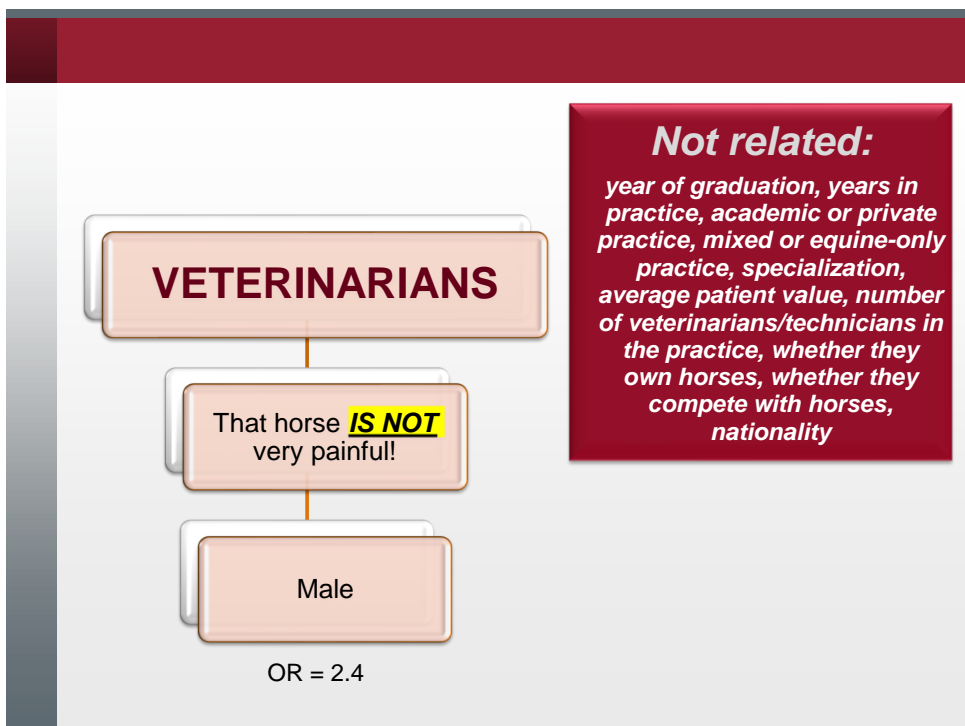 VETERINARIANS
That horse IS NOT
very painful!
Male
OR = 2.4
Not related:
year of graduation, years in
practice, academic or private
practice, mixed or equine-only
practice, specialization,
average patient value, number
of veterinarians/technicians in
the practice, whether they
own horses, whether they
compete with horses,
nationality